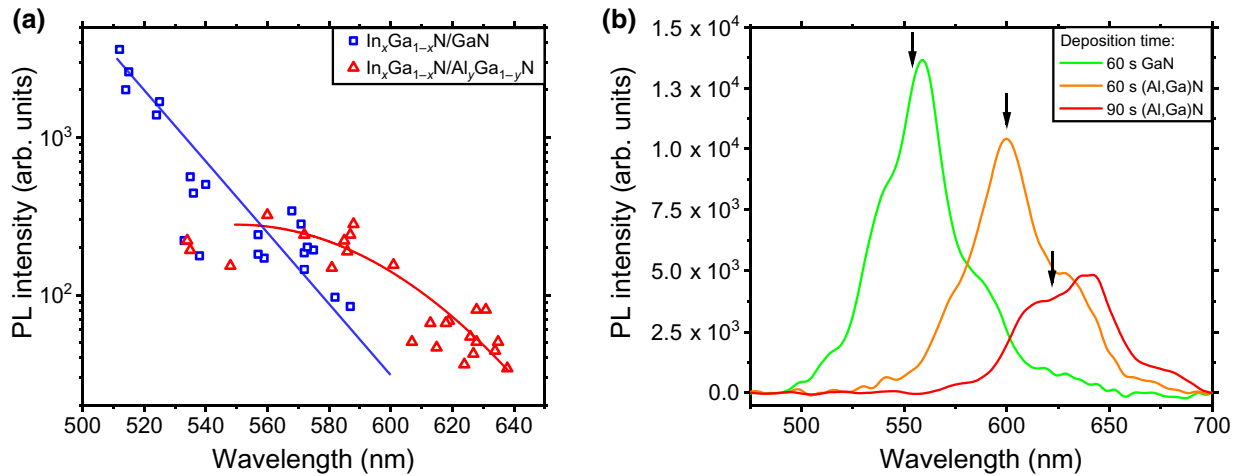 (a)
PL intensity (arb. units)
10³
10²
InₓGa₁₋ₓN/GaN
InₓGa₁₋ₓN/AlyGa₁₋yN
500 520 540 560 580 600 620 640
Wavelength (nm)
(b)
PL intensity (arb. units)
1.5 x 10⁴
1.3 x 10⁴
1.0 x 10⁴
7.5 x 10³
5.0 x 10³
2.5 x 10³
0.0
Deposition time:
60 s GaN
60 s (Al,Ga)N
90 s (Al,Ga)N
500 550 600 650 700
Wavelength (nm)